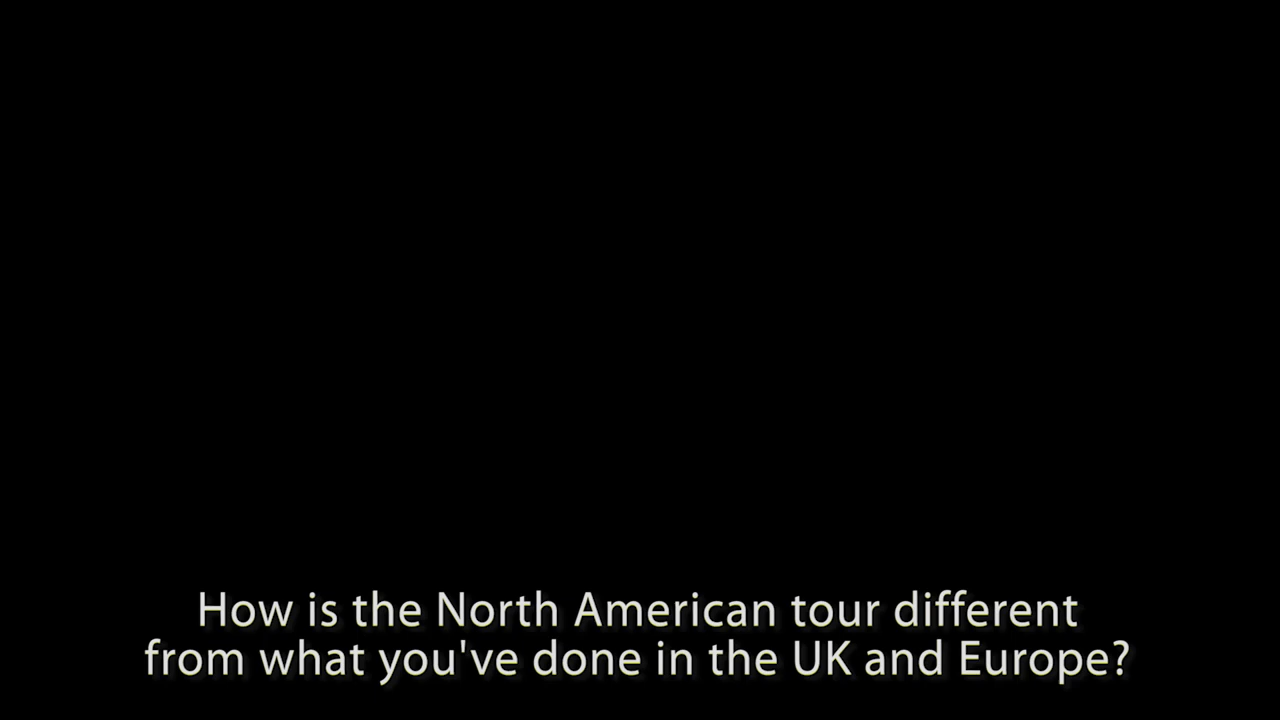 How is the North American tour different
from what you've done in the UK and Europe?